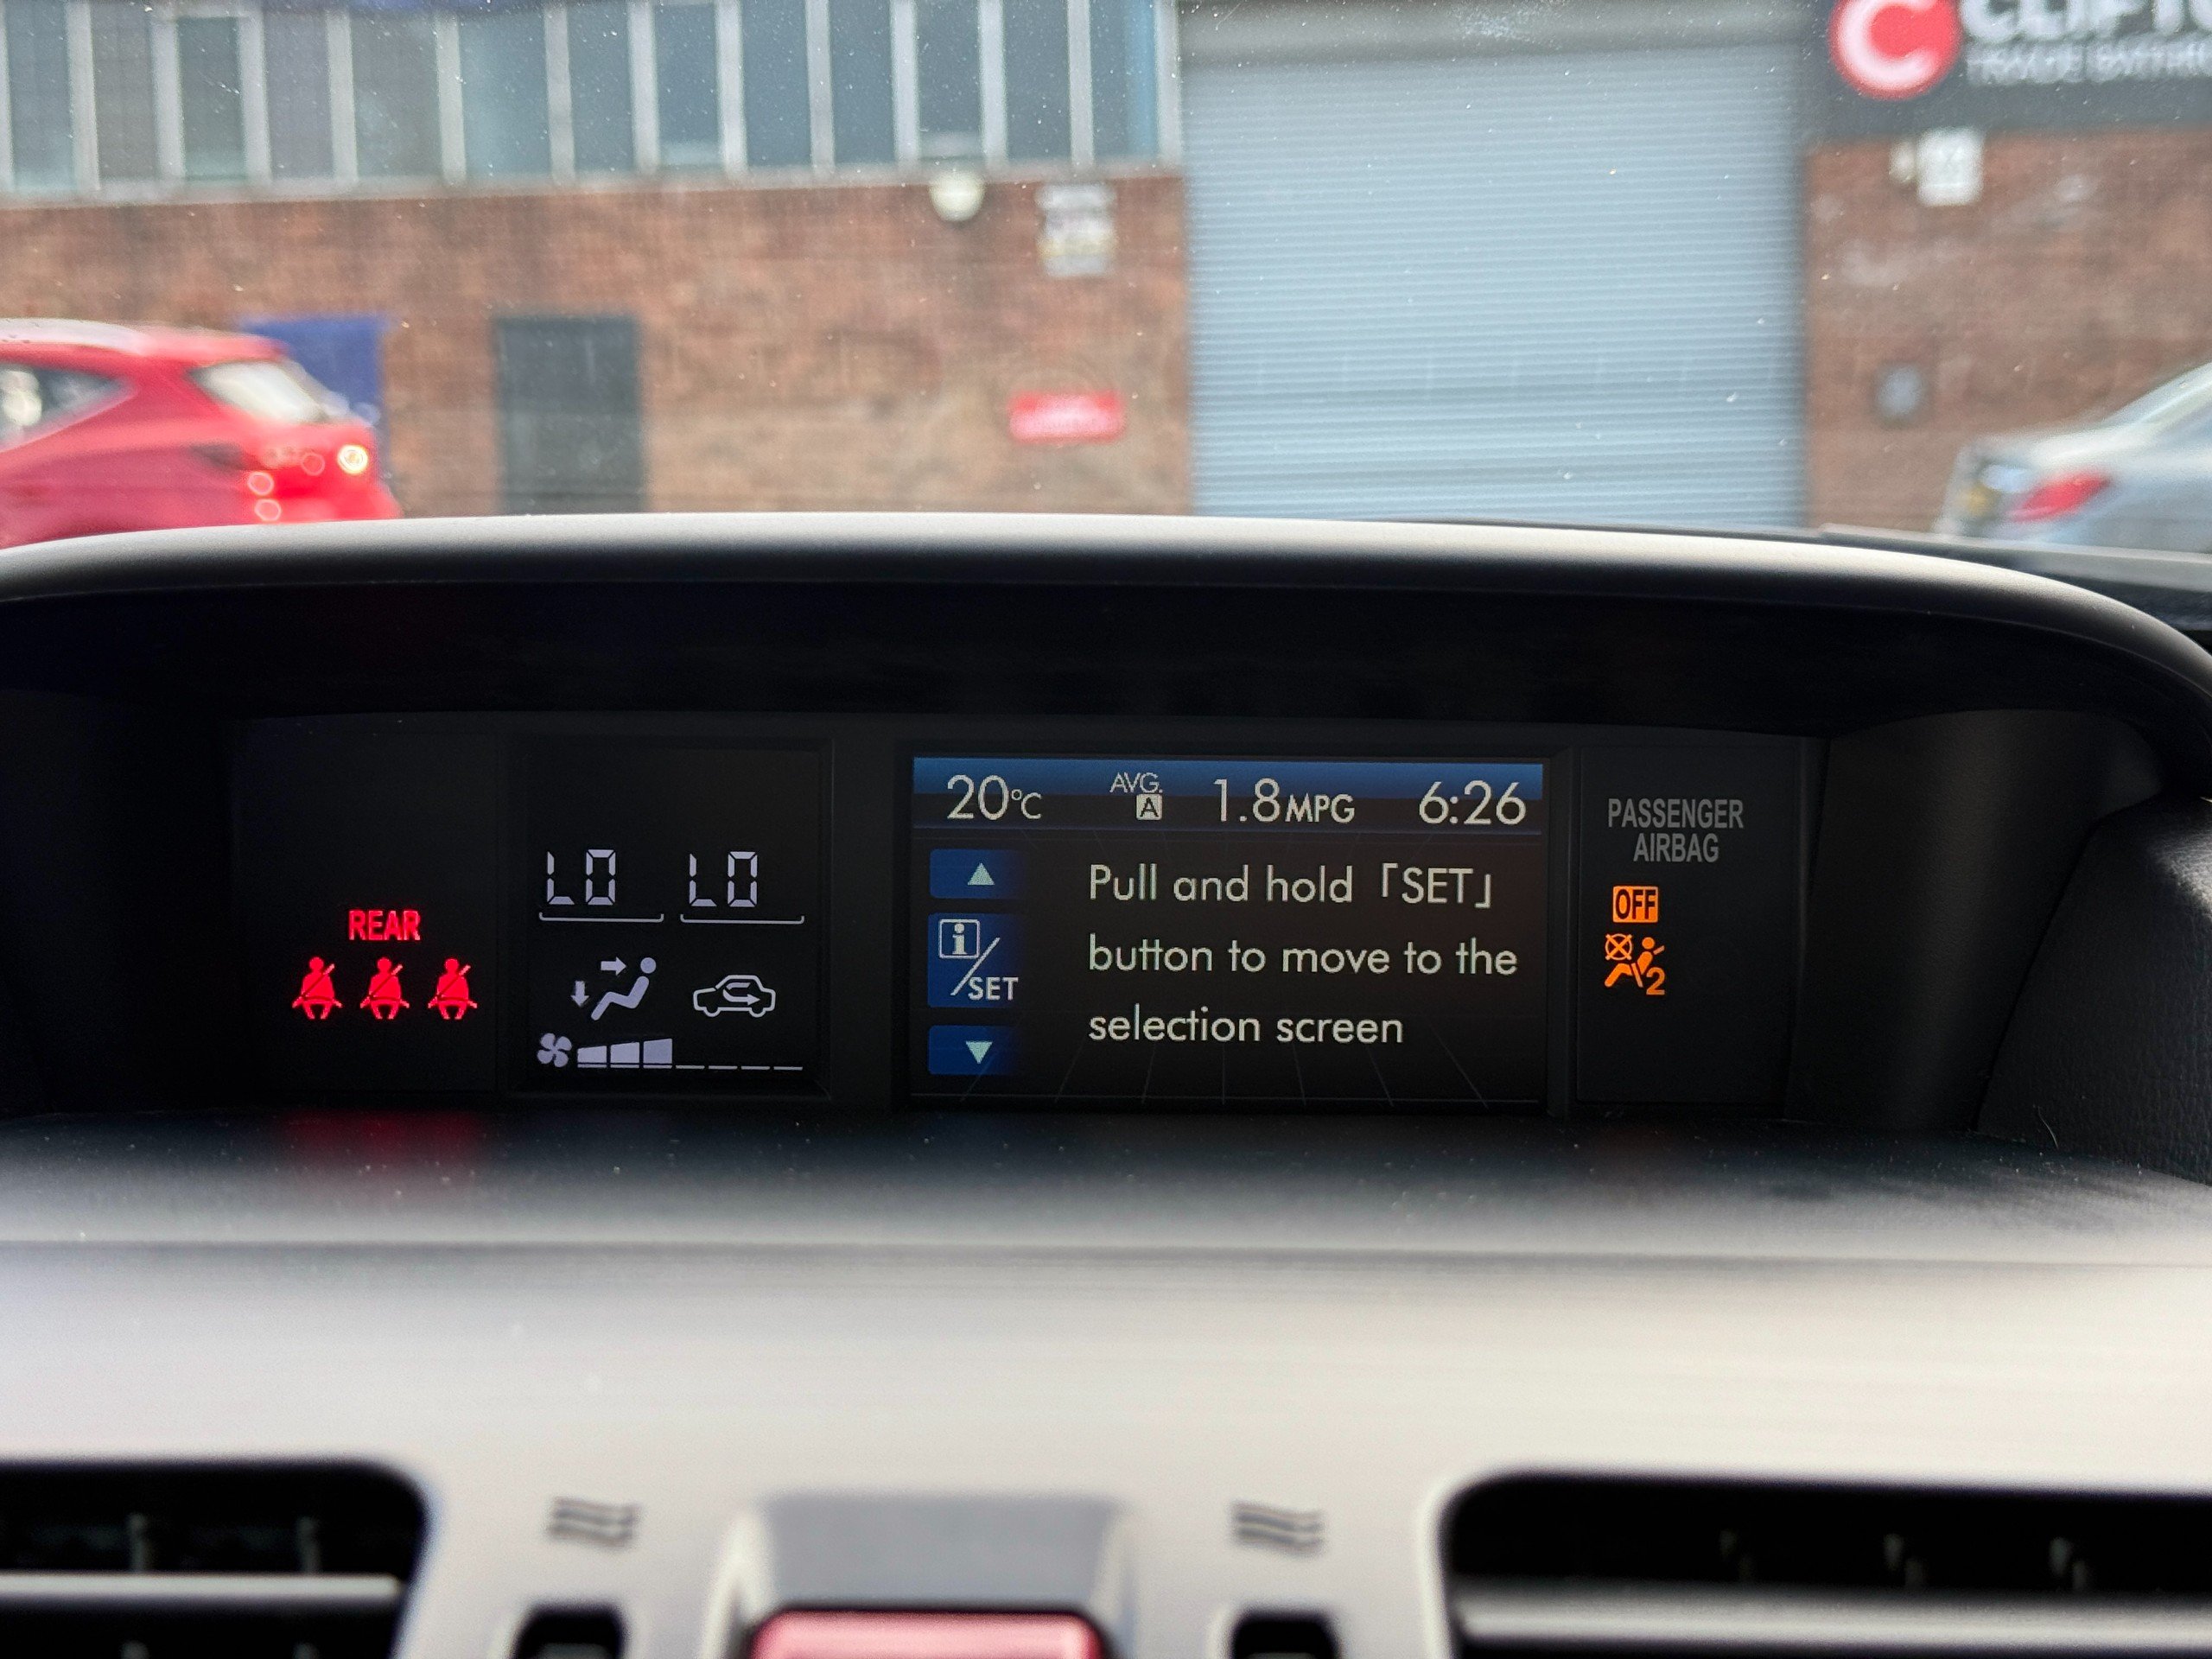 REAR
LO LO
20°C AVG. A 1.8MPG 6:26
Pull and hold「SET」
button to move to the
selection screen
i/SET
PASSENGER
AIRBAG
OFF
2